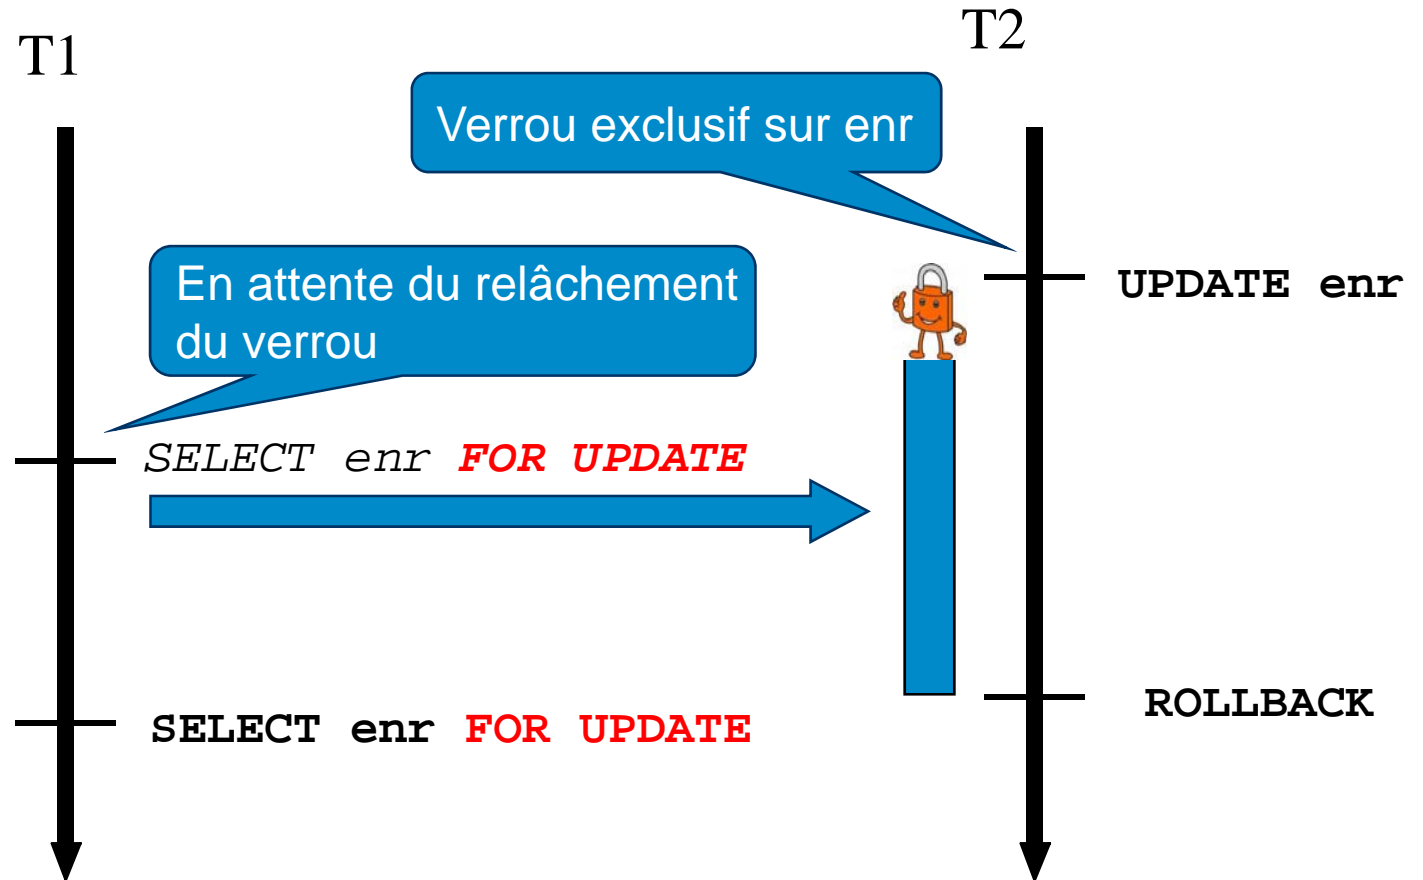 T1
T2
Verrou exclusif sur enr
En attente du relâchement
du verrou
UPDATE enr
SELECT enr FOR UPDATE
ROLLBACK
SELECT enr FOR UPDATE